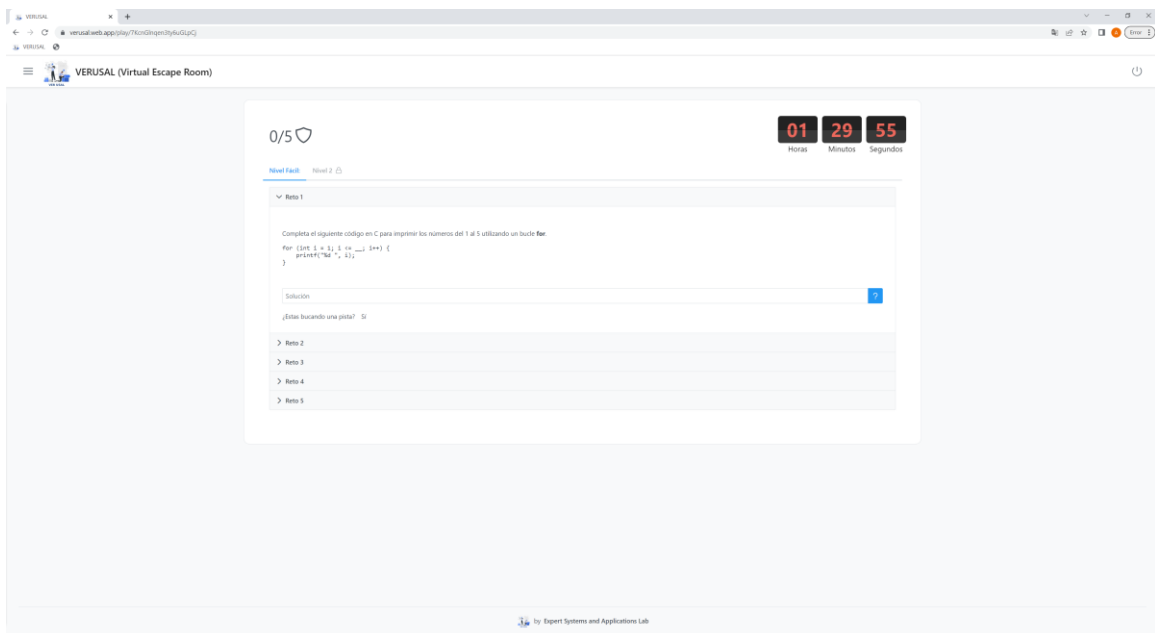 VERUSAL
verusal.web.app/play/7KcnGlnqen3ty6uGLpCj
Error
VERUSAL
VERUSAL (Virtual Escape Room)
0/5
01 29 55
Horas Minutos Segundos
Nivel Fácil Nivel 2
Reto 1
Completa el siguiente código en C para imprimir los números del 1 al 5 utilizando un bucle for.
for (int i = 1; i <= __; i++) {
printf("%d ", i);
}
Solución ?
¿Estas bucando una pista? Sí
Reto 2
Reto 3
Reto 4
Reto 5
by Expert Systems and Applications Lab